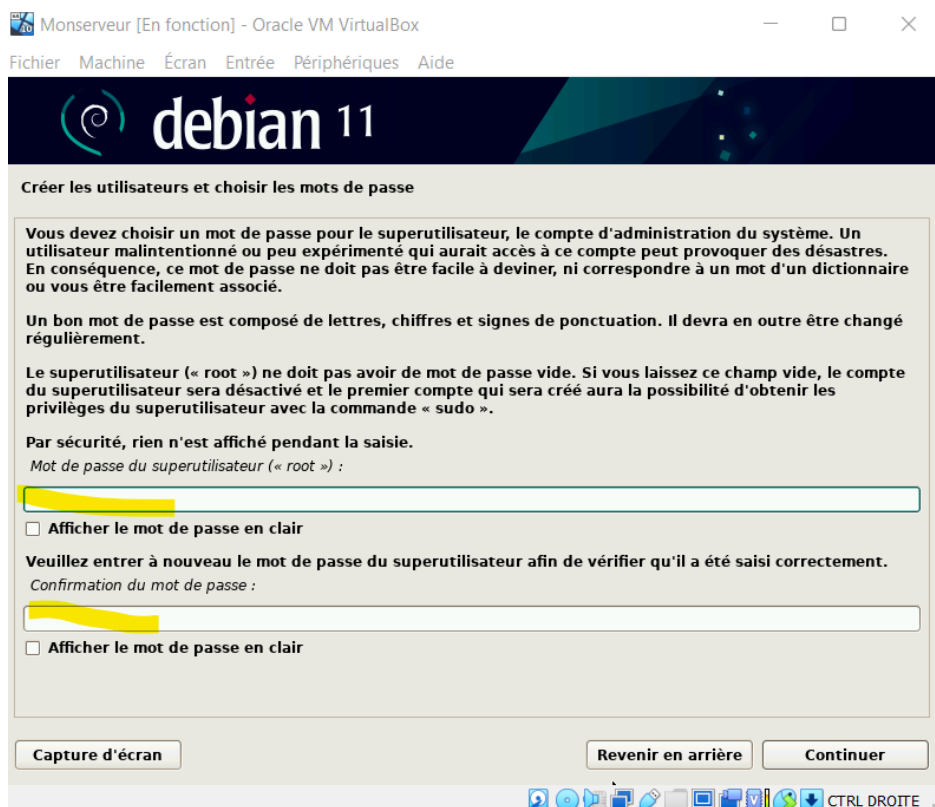 Monserveur [En fonction] - Oracle VM VirtualBox
Fichier Machine Écran Entrée Périphériques Aide
debian 11
Créer les utilisateurs et choisir les mots de passe
Vous devez choisir un mot de passe pour le superutilisateur, le compte d'administration du système. Un
utilisateur malintentionné ou peu expérimenté qui aurait accès à ce compte peut provoquer des désastres.
En conséquence, ce mot de passe ne doit pas être facile à deviner, ni correspondre à un mot d'un dictionnaire
ou vous être facilement associé.
Un bon mot de passe est composé de lettres, chiffres et signes de ponctuation. Il devra en outre être changé
régulièrement.
Le superutilisateur (« root ») ne doit pas avoir de mot de passe vide. Si vous laissez ce champ vide, le compte
du superutilisateur sera désactivé et le premier compte qui sera créé aura la possibilité d'obtenir les
privilèges du superutilisateur avec la commande « sudo ».
Par sécurité, rien n'est affiché pendant la saisie.
Mot de passe du superutilisateur (« root ») :
Afficher le mot de passe en clair
Veuillez entrer à nouveau le mot de passe du superutilisateur afin de vérifier qu'il a été saisi correctement.
Confirmation du mot de passe :
Afficher le mot de passe en clair
Capture d'écran
Revenir en arrière
Continuer
CTRL DROITE